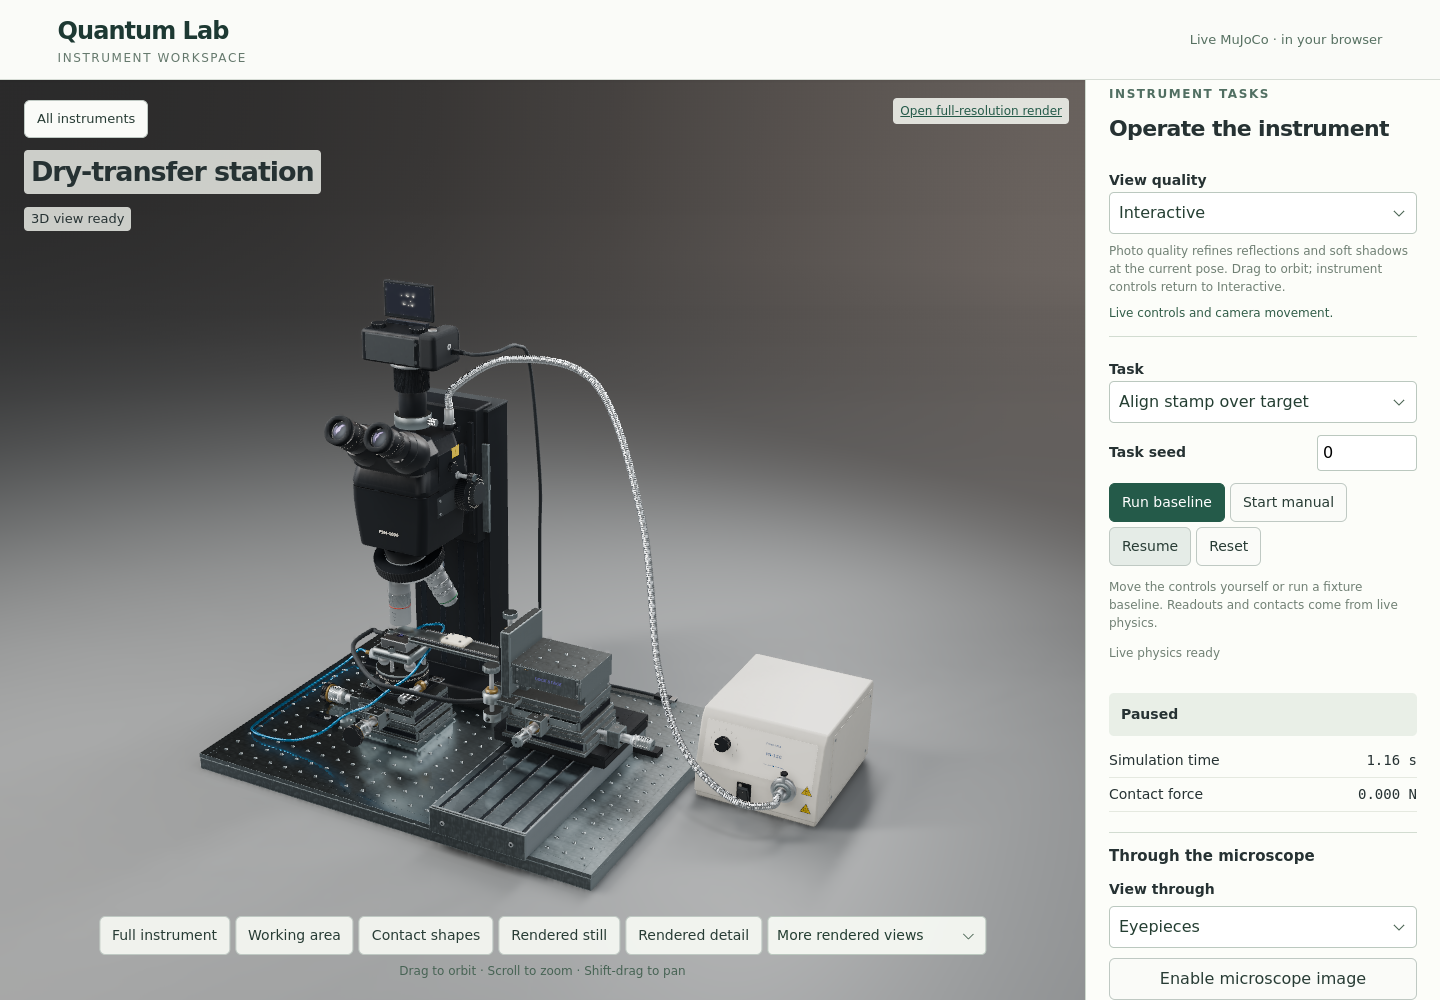 Quantum Lab
INSTRUMENT WORKSPACE
Live MuJoCo · in your browser
All instruments
Open full-resolution render
Dry-transfer station
3D view ready
Full instrument
Working area
Contact shapes
Rendered still
Rendered detail
More rendered views
Drag to orbit · Scroll to zoom · Shift-drag to pan
INSTRUMENT TASKS
Operate the instrument
View quality
Interactive
Photo quality refines reflections and soft shadows
at the current pose. Drag to orbit; instrument
controls return to Interactive.
Live controls and camera movement.
Task
Align stamp over target
Task seed
0
Run baseline
Start manual
Resume
Reset
Move the controls yourself or run a fixture
baseline. Readouts and contacts come from live
physics.
Live physics ready
Paused
Simulation time
1.16 s
Contact force
0.000 N
Through the microscope
View through
Eyepieces
Enable microscope image